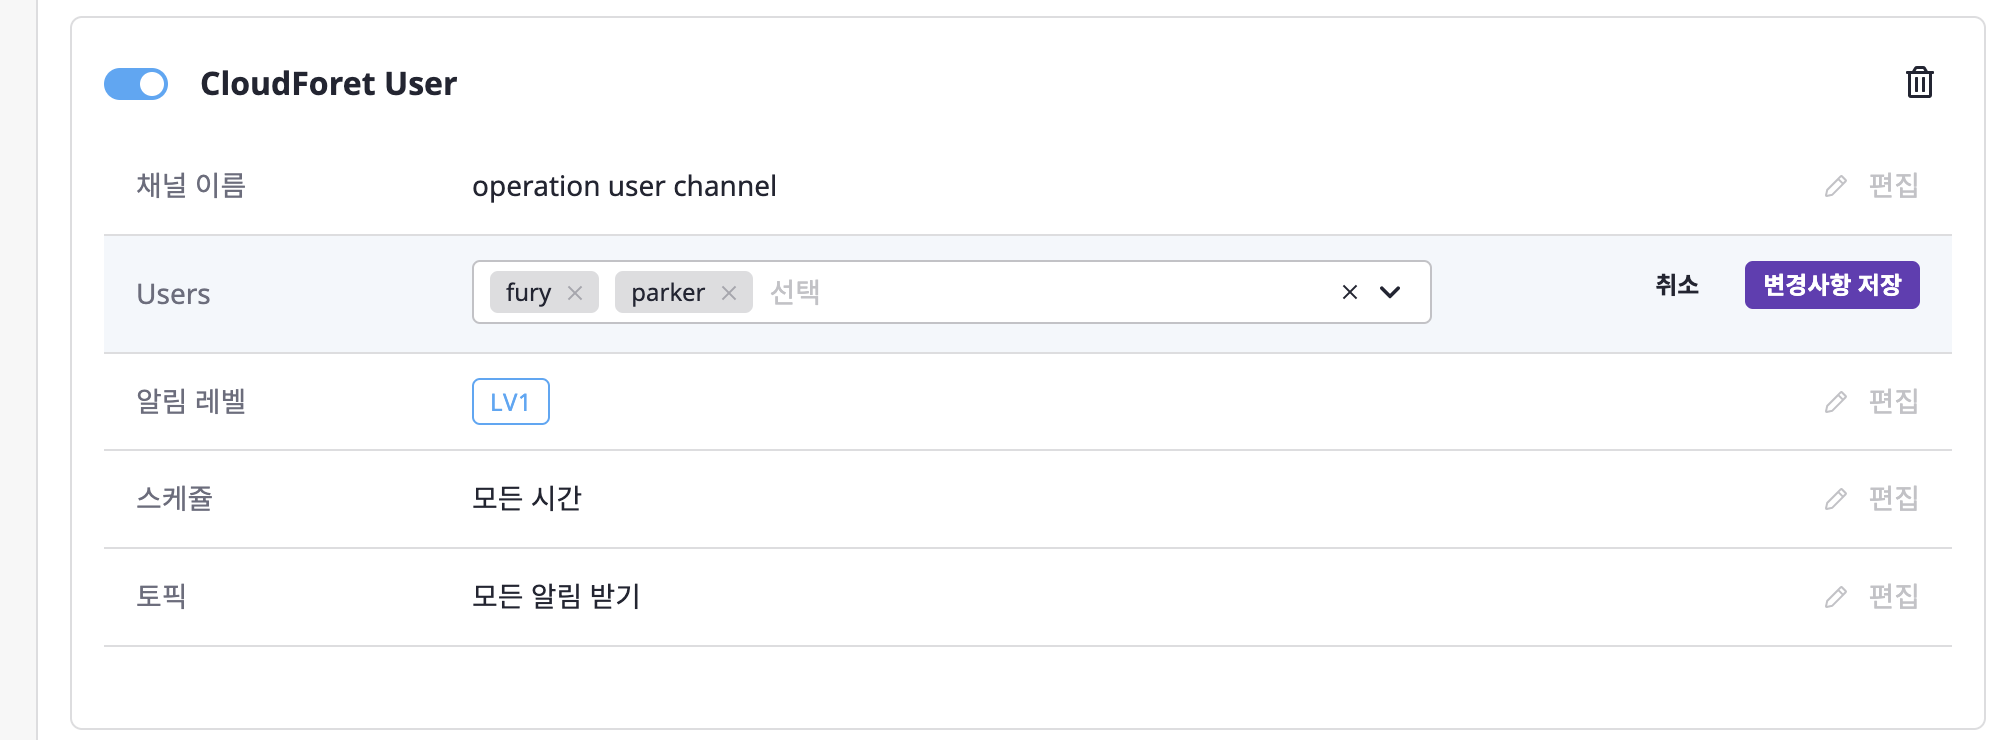 CloudForet User
채널 이름 operation user channel 편집
Users fury parker 선택 취소 변경사항 저장
알림 레벨 LV1 편집
스케쥴 모든 시간 편집
토픽 모든 알림 받기 편집